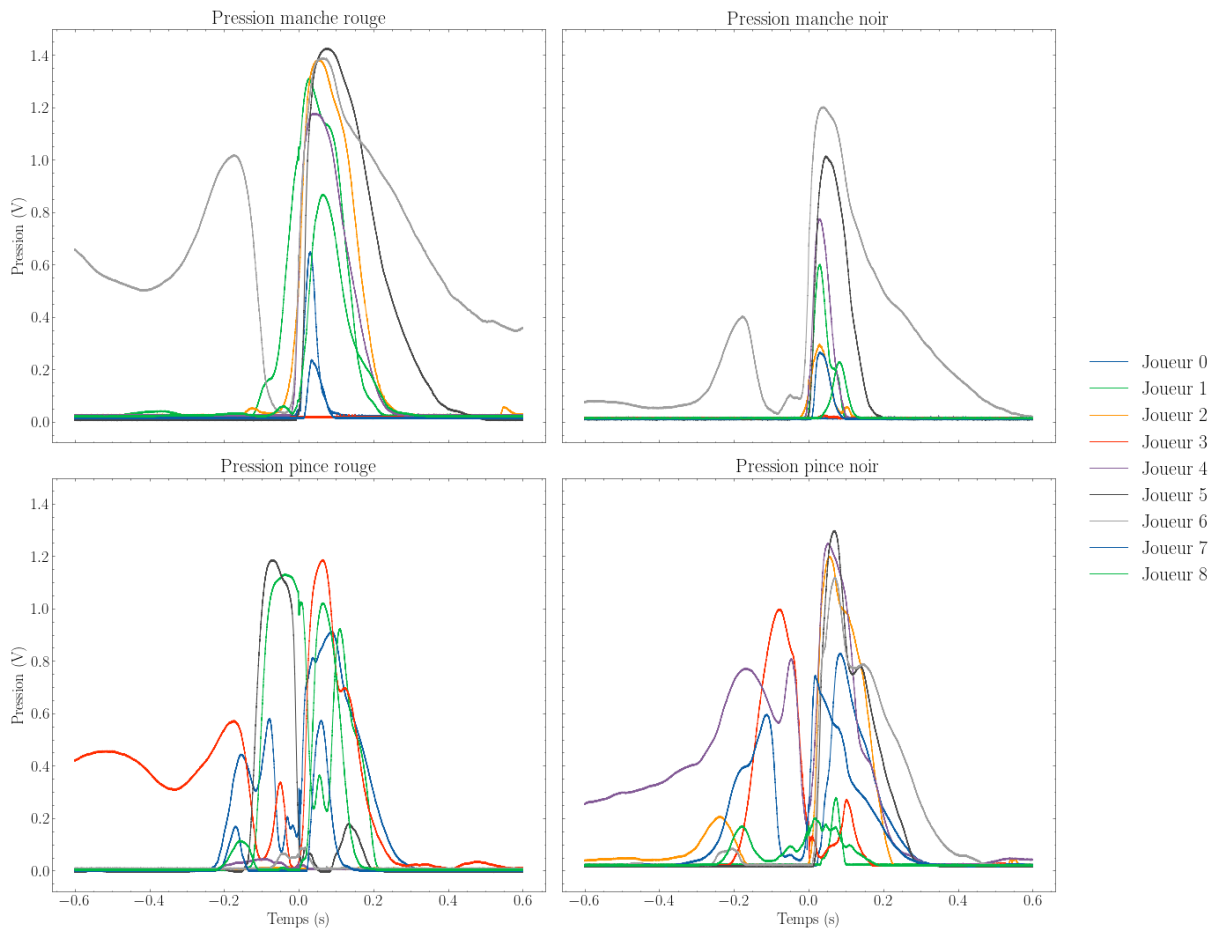 Pression manche rouge
Pression manche noir
1.4
1.2
1.0
0.8
0.6
0.4
0.2
0.0
Pression (V)
Pression pince rouge
Pression pince noir
1.4
1.2
1.0
0.8
0.6
0.4
0.2
0.0
Pression (V)
−0.6 −0.4 −0.2 0.0 0.2 0.4 0.6
Temps (s)
−0.6 −0.4 −0.2 0.0 0.2 0.4 0.6
Temps (s)
Joueur 0
Joueur 1
Joueur 2
Joueur 3
Joueur 4
Joueur 5
Joueur 6
Joueur 7
Joueur 8